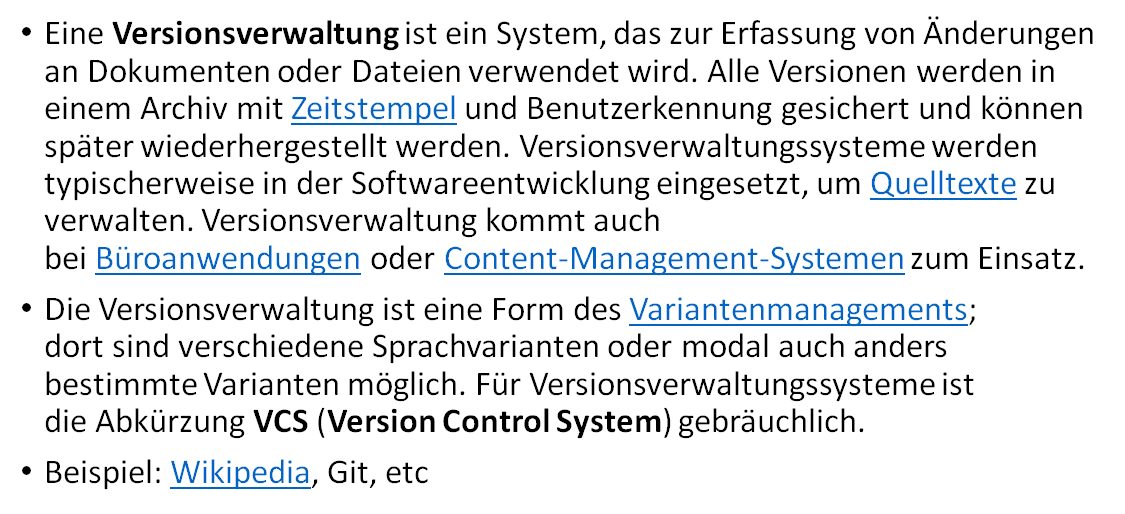 • Eine Versionsverwaltung ist ein System, das zur Erfassung von Änderungen
an Dokumenten oder Dateien verwendet wird. Alle Versionen werden in
einem Archiv mit Zeitstempel und Benutzerkennung gesichert und können
später wiederhergestellt werden. Versionsverwaltungssysteme werden
typischerweise in der Softwareentwicklung eingesetzt, um Quelltexte zu
verwalten. Versionsverwaltung kommt auch
bei Büroanwendungen oder Content-Management-Systemen zum Einsatz.
• Die Versionsverwaltung ist eine Form des Variantenmanagements;
dort sind verschiedene Sprachvarianten oder modal auch anders
bestimmte Varianten möglich. Für Versionsverwaltungssysteme ist
die Abkürzung VCS (Version Control System) gebräuchlich.
• Beispiel: Wikipedia, Git, etc